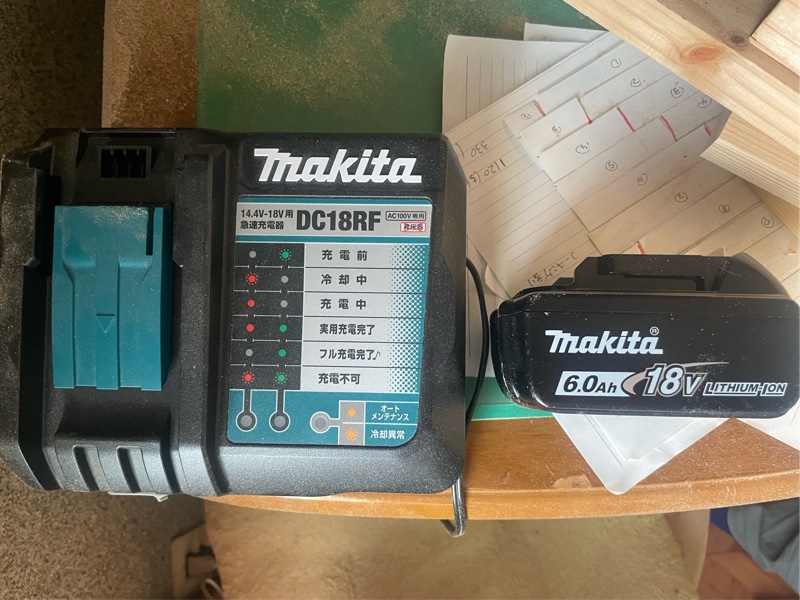 makita
14.4V-18V用
急速充電器
DC18RF
AC100V専用
充電前
冷却中
充電中
実用充電完了
フル充電完了♪
充電不可
オート
メンテナンス
冷却異常
makita®
6.0Ah 18V LITHIUM-ION
330
1120